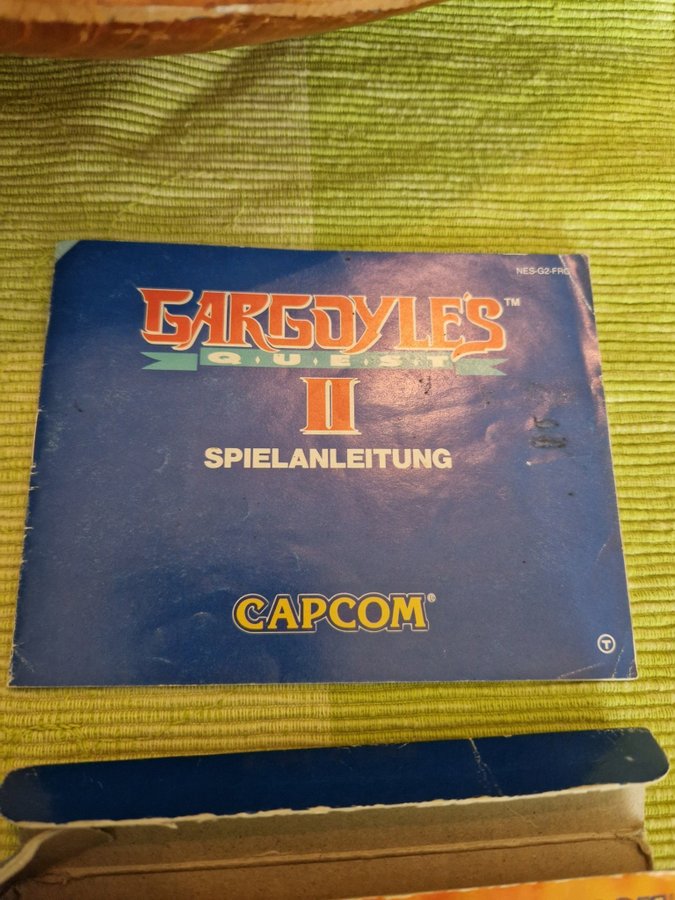 NES-G2-FRG
GARGOYLE'S™
QUEST
II
SPIELANLEITUNG
CAPCOM®
T